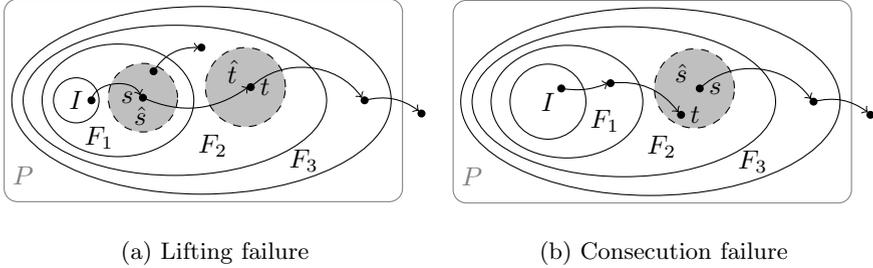 I
s
ŝ
t̂
t
F₁
F₂
F₃
P
I
ŝ
s
t
F₁
F₂
F₃
P
(a) Lifting failure
(b) Consecution failure